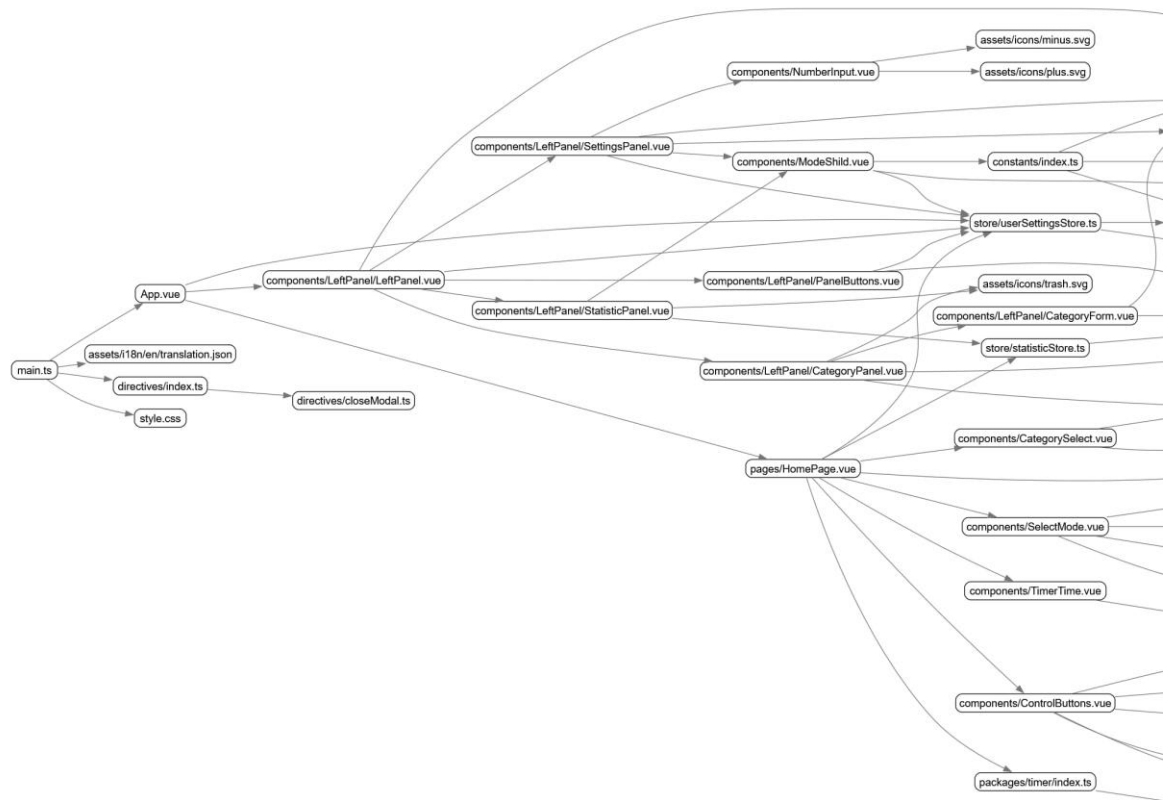 assets/icons/minus.svg
components/NumberInput.vue
assets/icons/plus.svg
components/LeftPanel/SettingsPanel.vue
components/ModeShild.vue
constants/index.ts
store/userSettingsStore.ts
components/LeftPanel/LeftPanel.vue
components/LeftPanel/PanelButtons.vue
assets/icons/trash.svg
App.vue
components/LeftPanel/StatisticPanel.vue
components/LeftPanel/CategoryForm.vue
store/statisticStore.ts
assets/i18n/en/translation.json
main.ts
components/LeftPanel/CategoryPanel.vue
directives/index.ts
directives/closeModal.ts
style.css
components/CategorySelect.vue
pages/HomePage.vue
components/SelectMode.vue
components/TimerTime.vue
components/ControlButtons.vue
packages/timer/index.ts